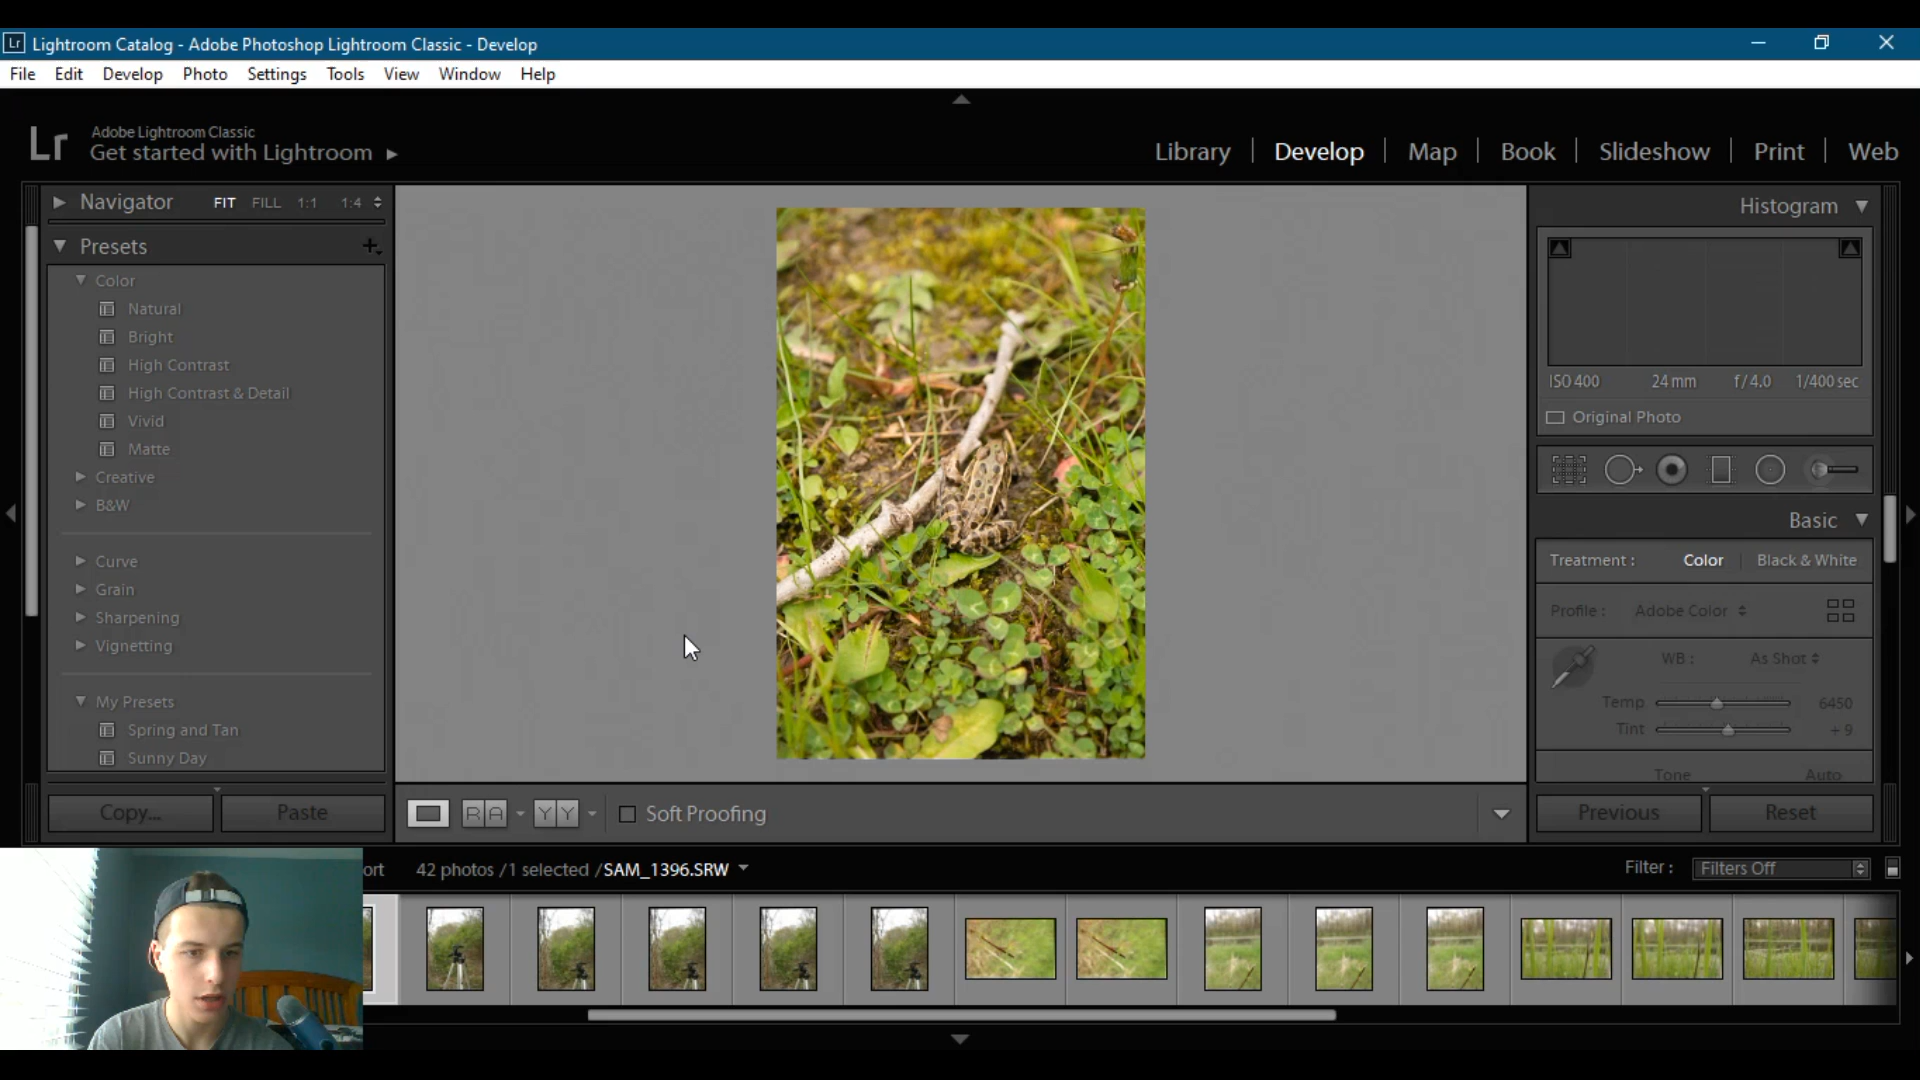 Lr Lightroom Catalog - Adobe Photoshop Lightroom Classic - Develop
File Edit Develop Photo Settings Tools View Window Help
Lr Adobe Lightroom Classic
Get started with Lightroom
Library Develop Map Book Slideshow Print Web
Navigator FIT FILL 1:1 1:4
Presets
Color
Natural
Bright
High Contrast
High Contrast & Detail
Vivid
Matte
Creative
B&W
Curve
Grain
Sharpening
Vignetting
My Presets
Spring and Tan
Sunny Day
Copy... Paste
R A Y Y Soft Proofing
Histogram
ISO 400 24 mm f / 4.0 1/400 sec
Original Photo
Basic
Treatment : Color Black & White
Profile : Adobe Color
WB : As Shot
Temp 6450
Tint + 9
Tone Auto
Previous Reset
ort 42 photos /1 selected /SAM_1396.SRW
Filter : Filters Off